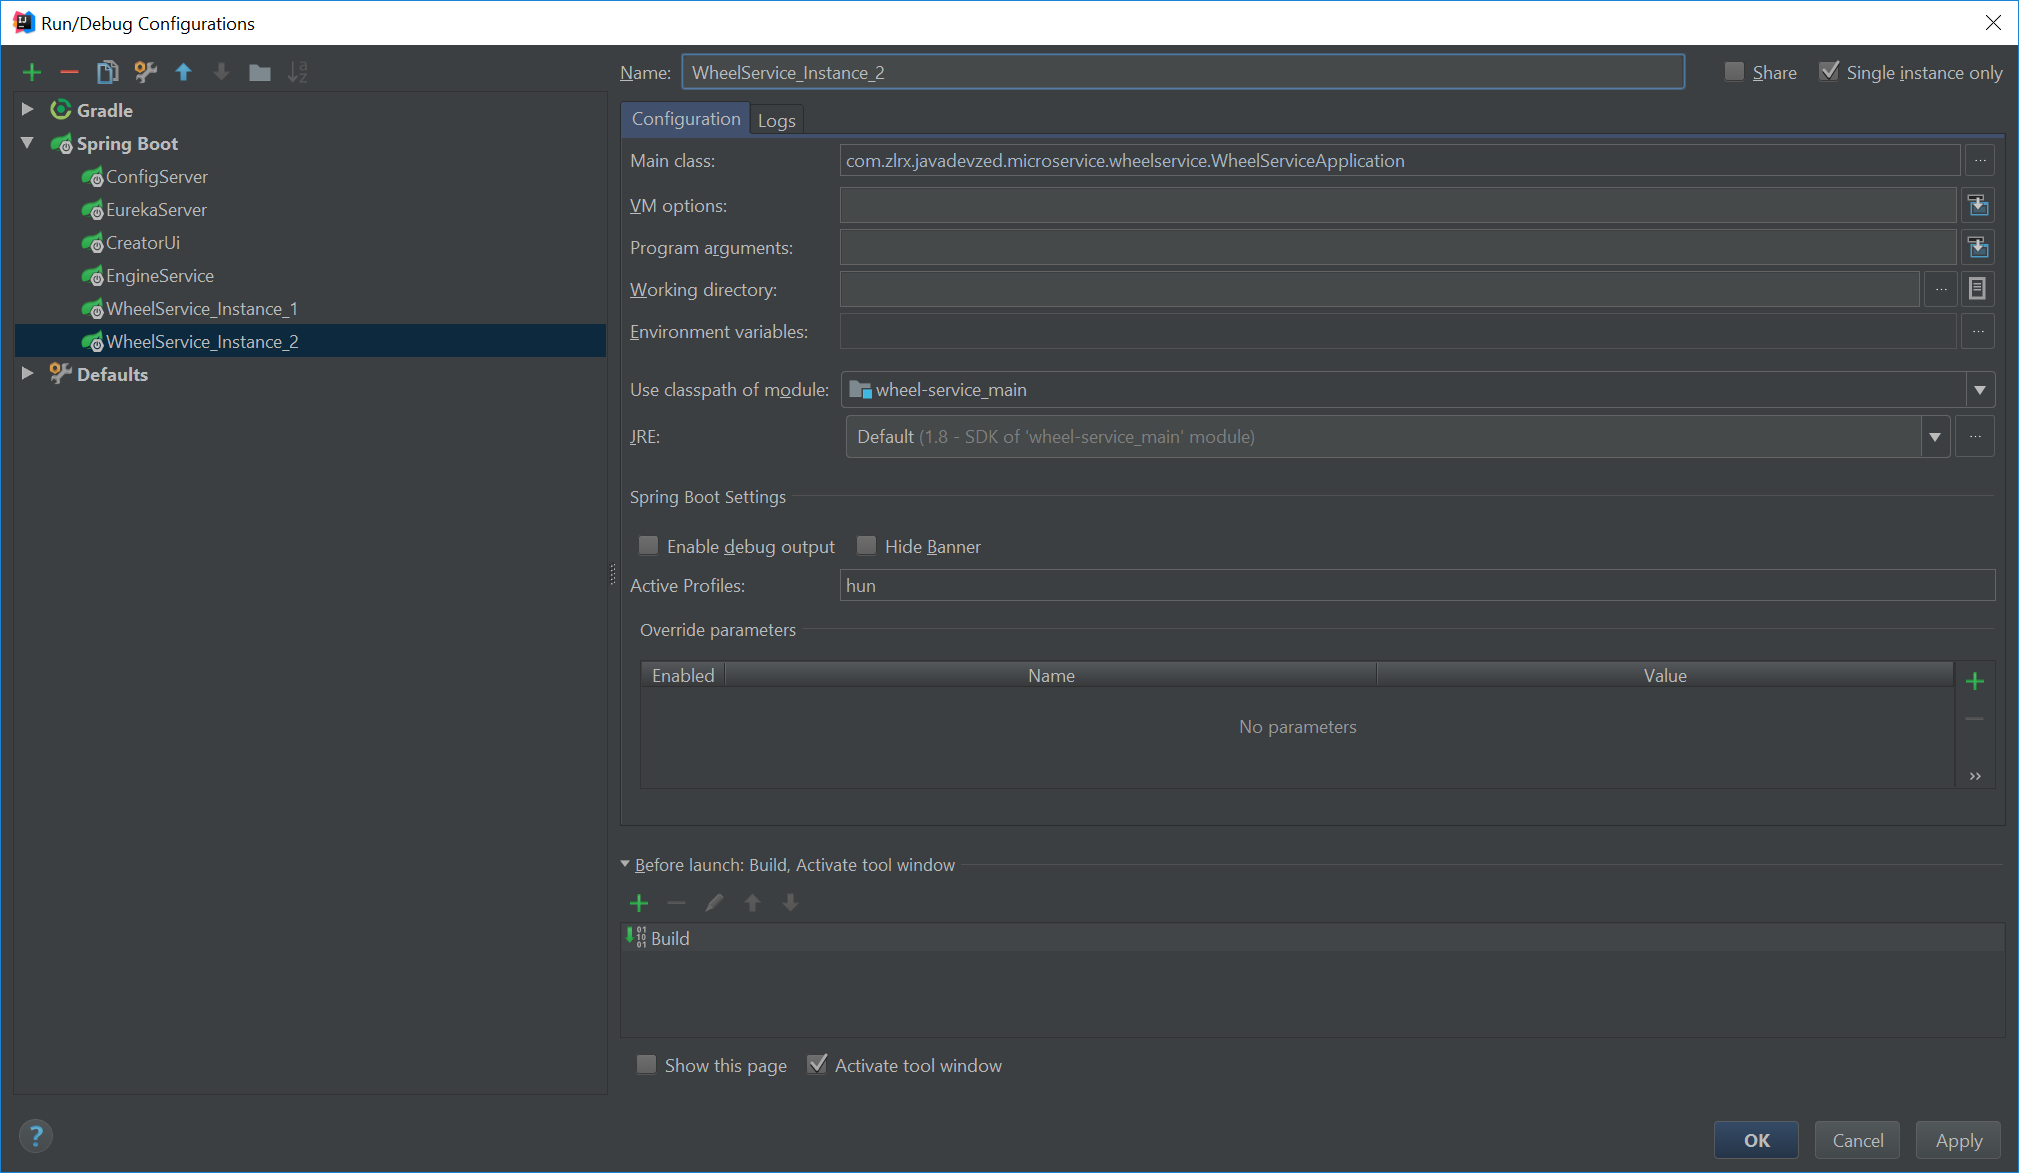 Run/Debug Configurations
Name: WheelService_Instance_2 Share Single instance only
Gradle
Spring Boot
ConfigServer
EurekaServer
CreatorUi
EngineService
WheelService_Instance_1
WheelService_Instance_2
Defaults
Configuration Logs
Main class: com.zlrx.javadevzed.microservice.wheelservice.WheelServiceApplication ...
VM options:
Program arguments:
Working directory: ...
Environment variables: ...
Use classpath of module: wheel-service_main
JRE: Default (1.8 - SDK of 'wheel-service_main' module) ...
Spring Boot Settings
Enable debug output Hide Banner
Active Profiles: hun
Override parameters
Enabled Name Value
No parameters
Before launch: Build, Activate tool window
Build
Show this page Activate tool window
? OK Cancel Apply